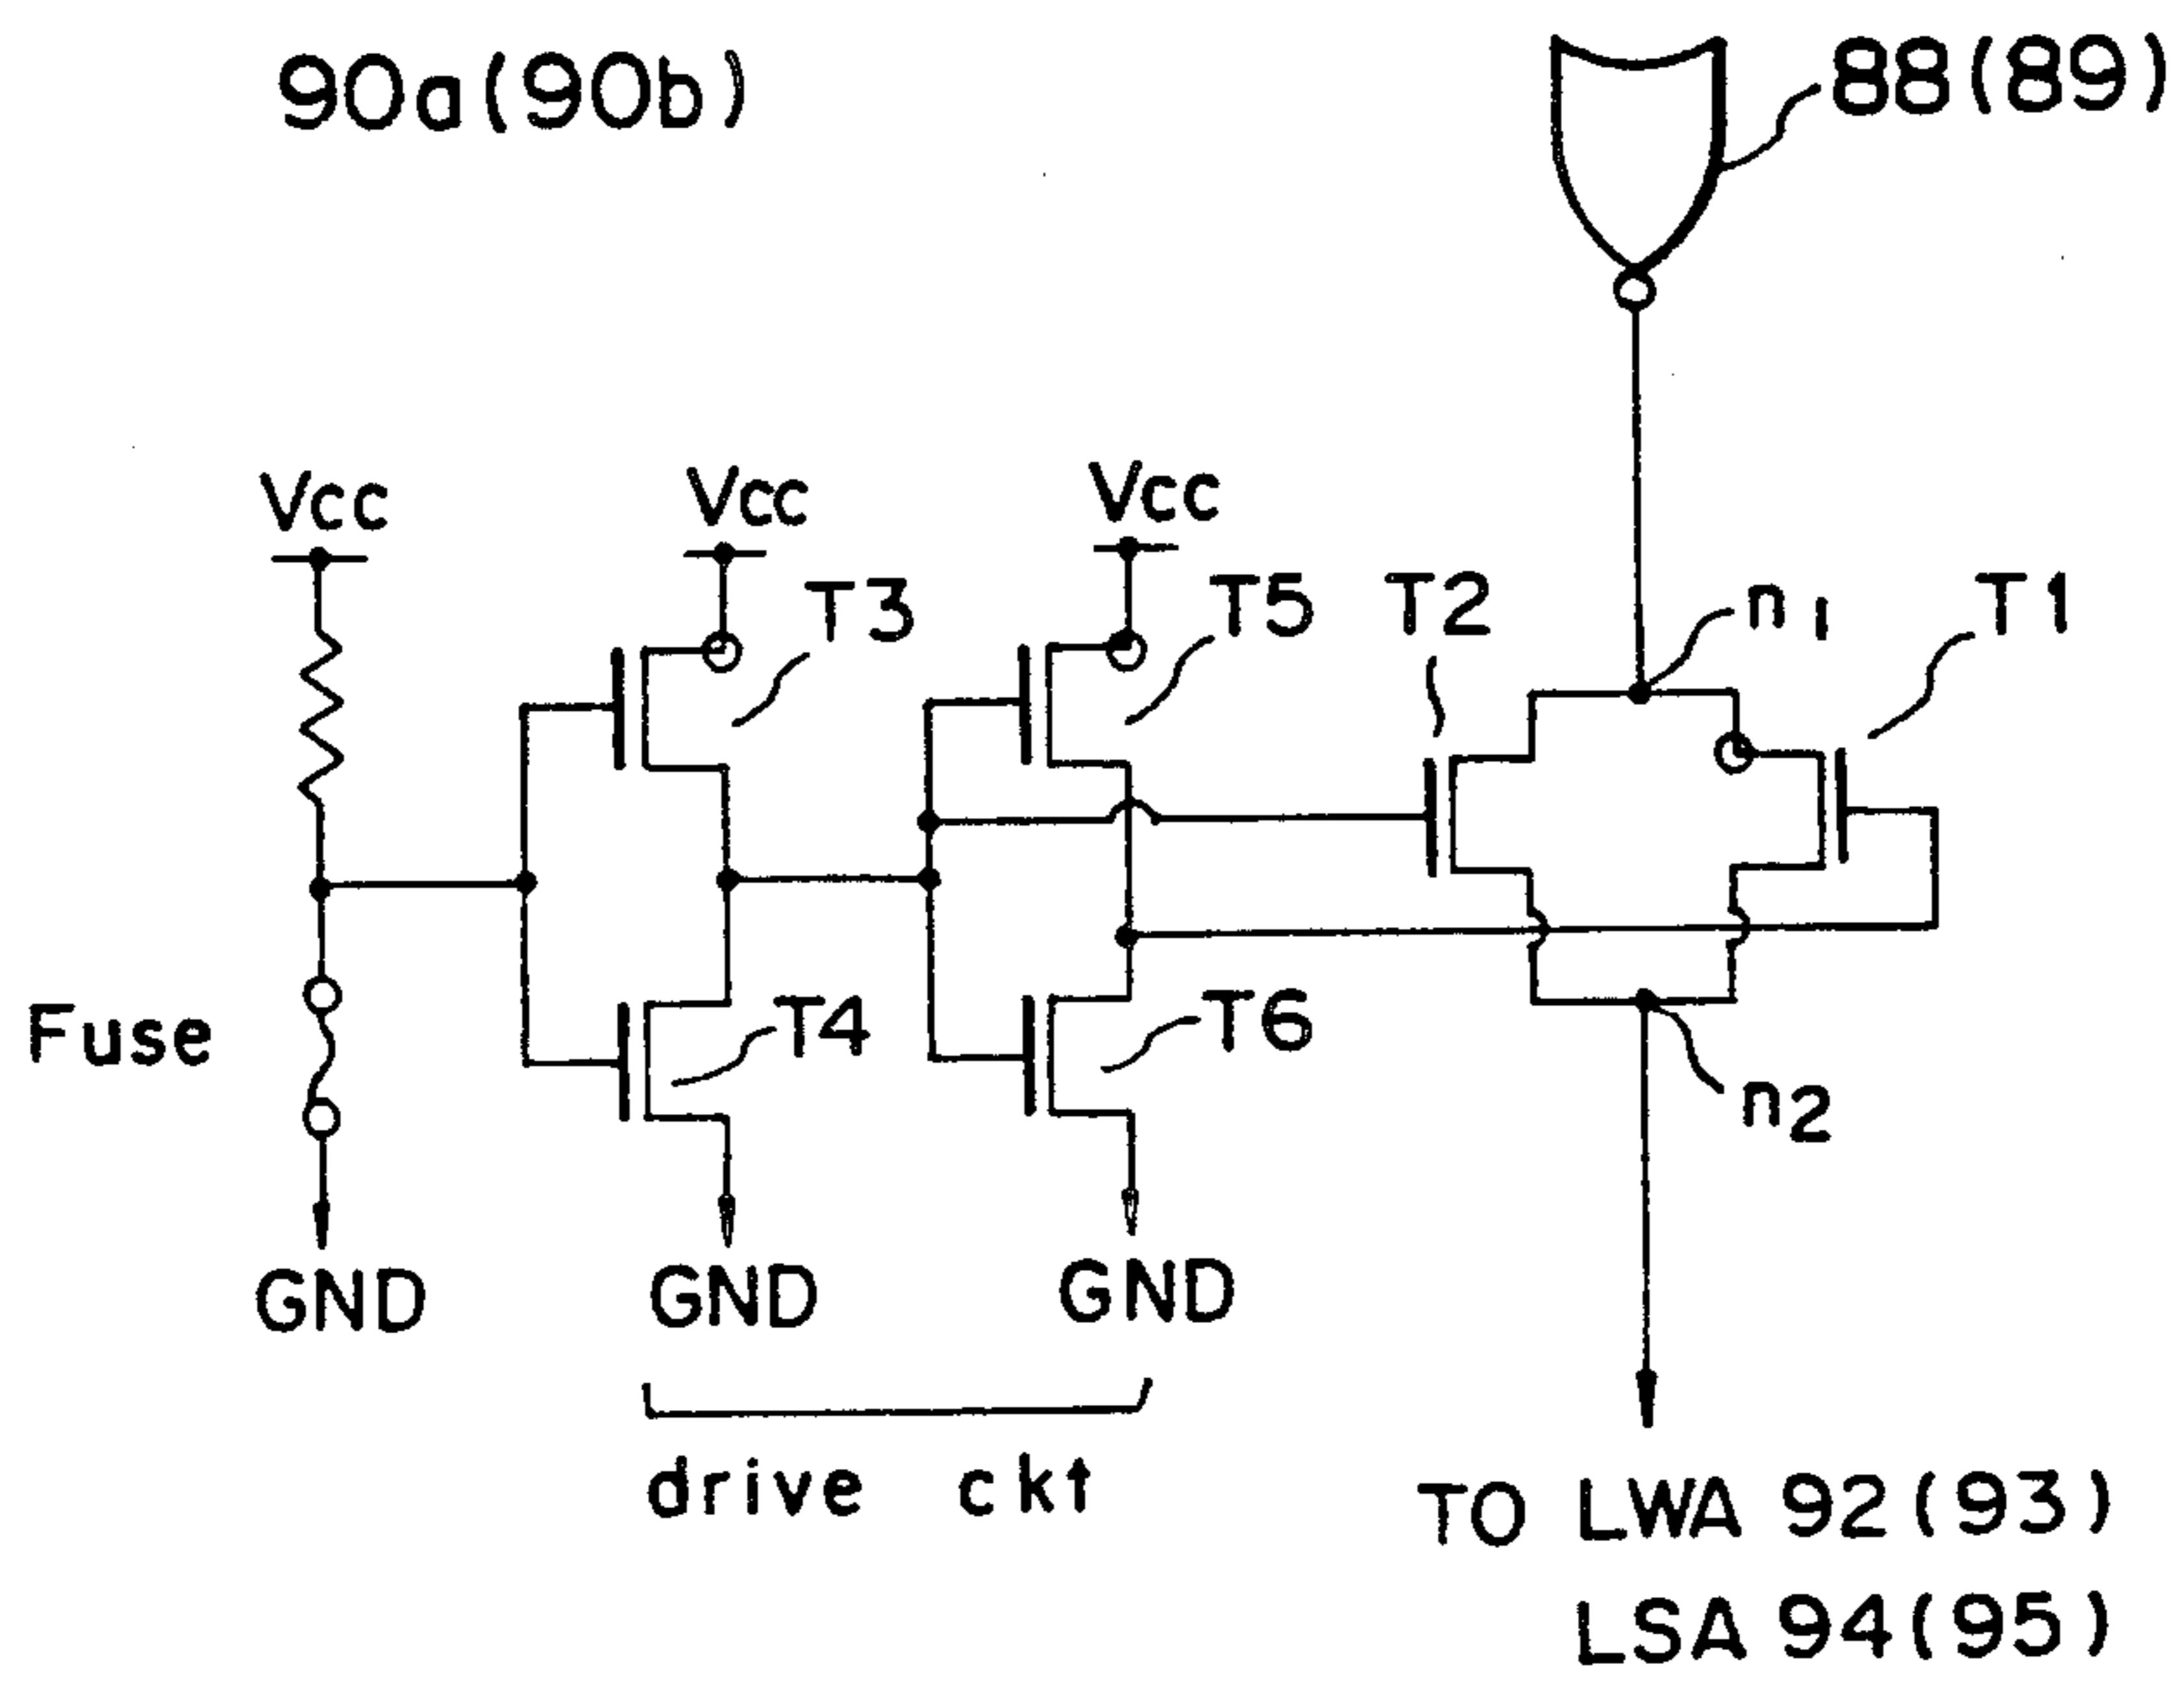 90a(90b)
88(89)
Vcc
Vcc
Vcc
T3
T5
T2
n1
T1
Fuse
T4
T6
n2
GND
GND
GND
drive ckt
TO LWA 92(93)
LSA 94(95)